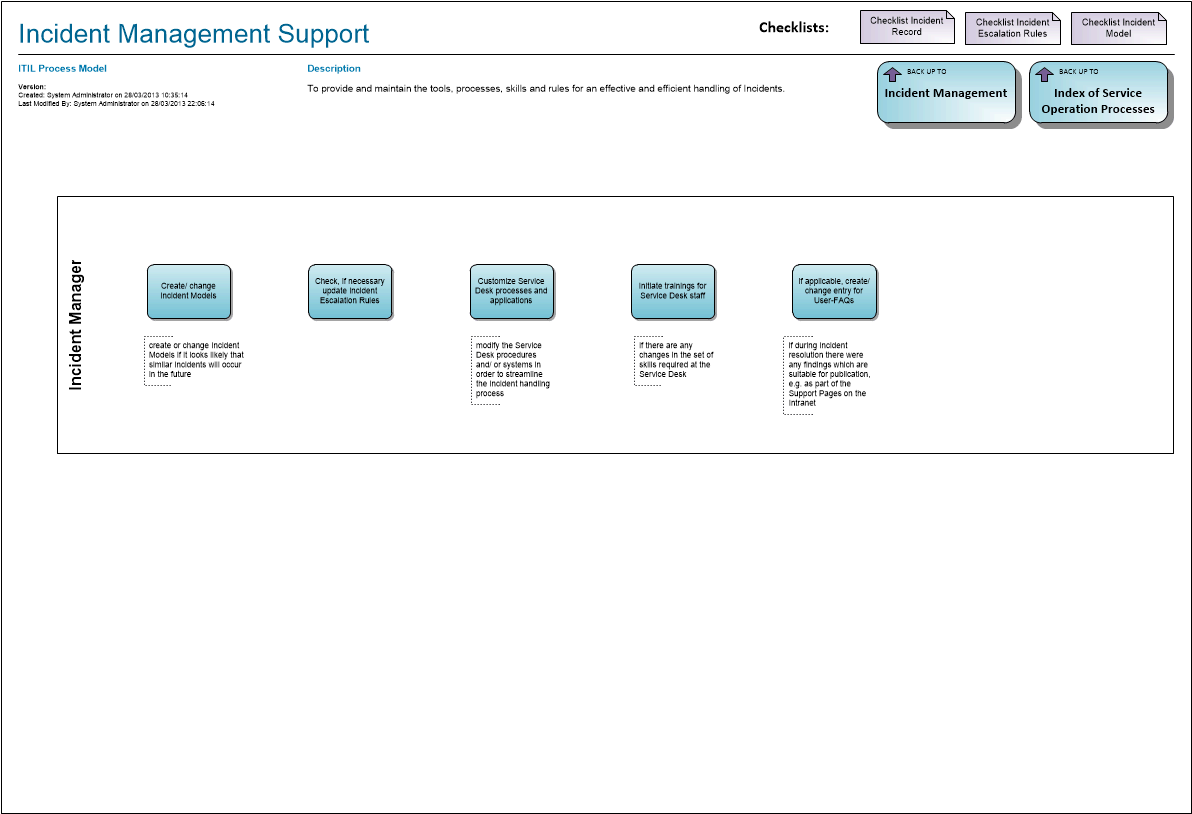 Incident Management Support
Checklists:
Checklist Incident
Record
Checklist Incident
Escalation Rules
Checklist Incident
Model
ITIL Process Model
Version:
Created: System Administrator on 28/03/2013 10:35:14
Last Modified By: System Administrator on 28/03/2013 22:06:14
Description
To provide and maintain the tools, processes, skills and rules for an effective and efficient handling of Incidents.
BACK UP TO
Incident Management
BACK UP TO
Index of Service
Operation Processes
Incident Manager
Create/ change
Incident Models
Check, if necessary
update Incident
Escalation Rules
Customize Service
Desk processes and
applications
Initiate trainings for
Service Desk staff
If applicable, create/
change entry for
User-FAQs
create or change Incident
Models if it looks likely that
similar Incidents will occur
in the future
modify the Service
Desk procedures
and/ or systems in
order to streamline
the Incident handling
process
if there are any
changes in the set of
skills required at the
Service Desk
if during Incident
resolution there were
any findings which are
suitable for publication,
e.g. as part of the
Support Pages on the
Intranet